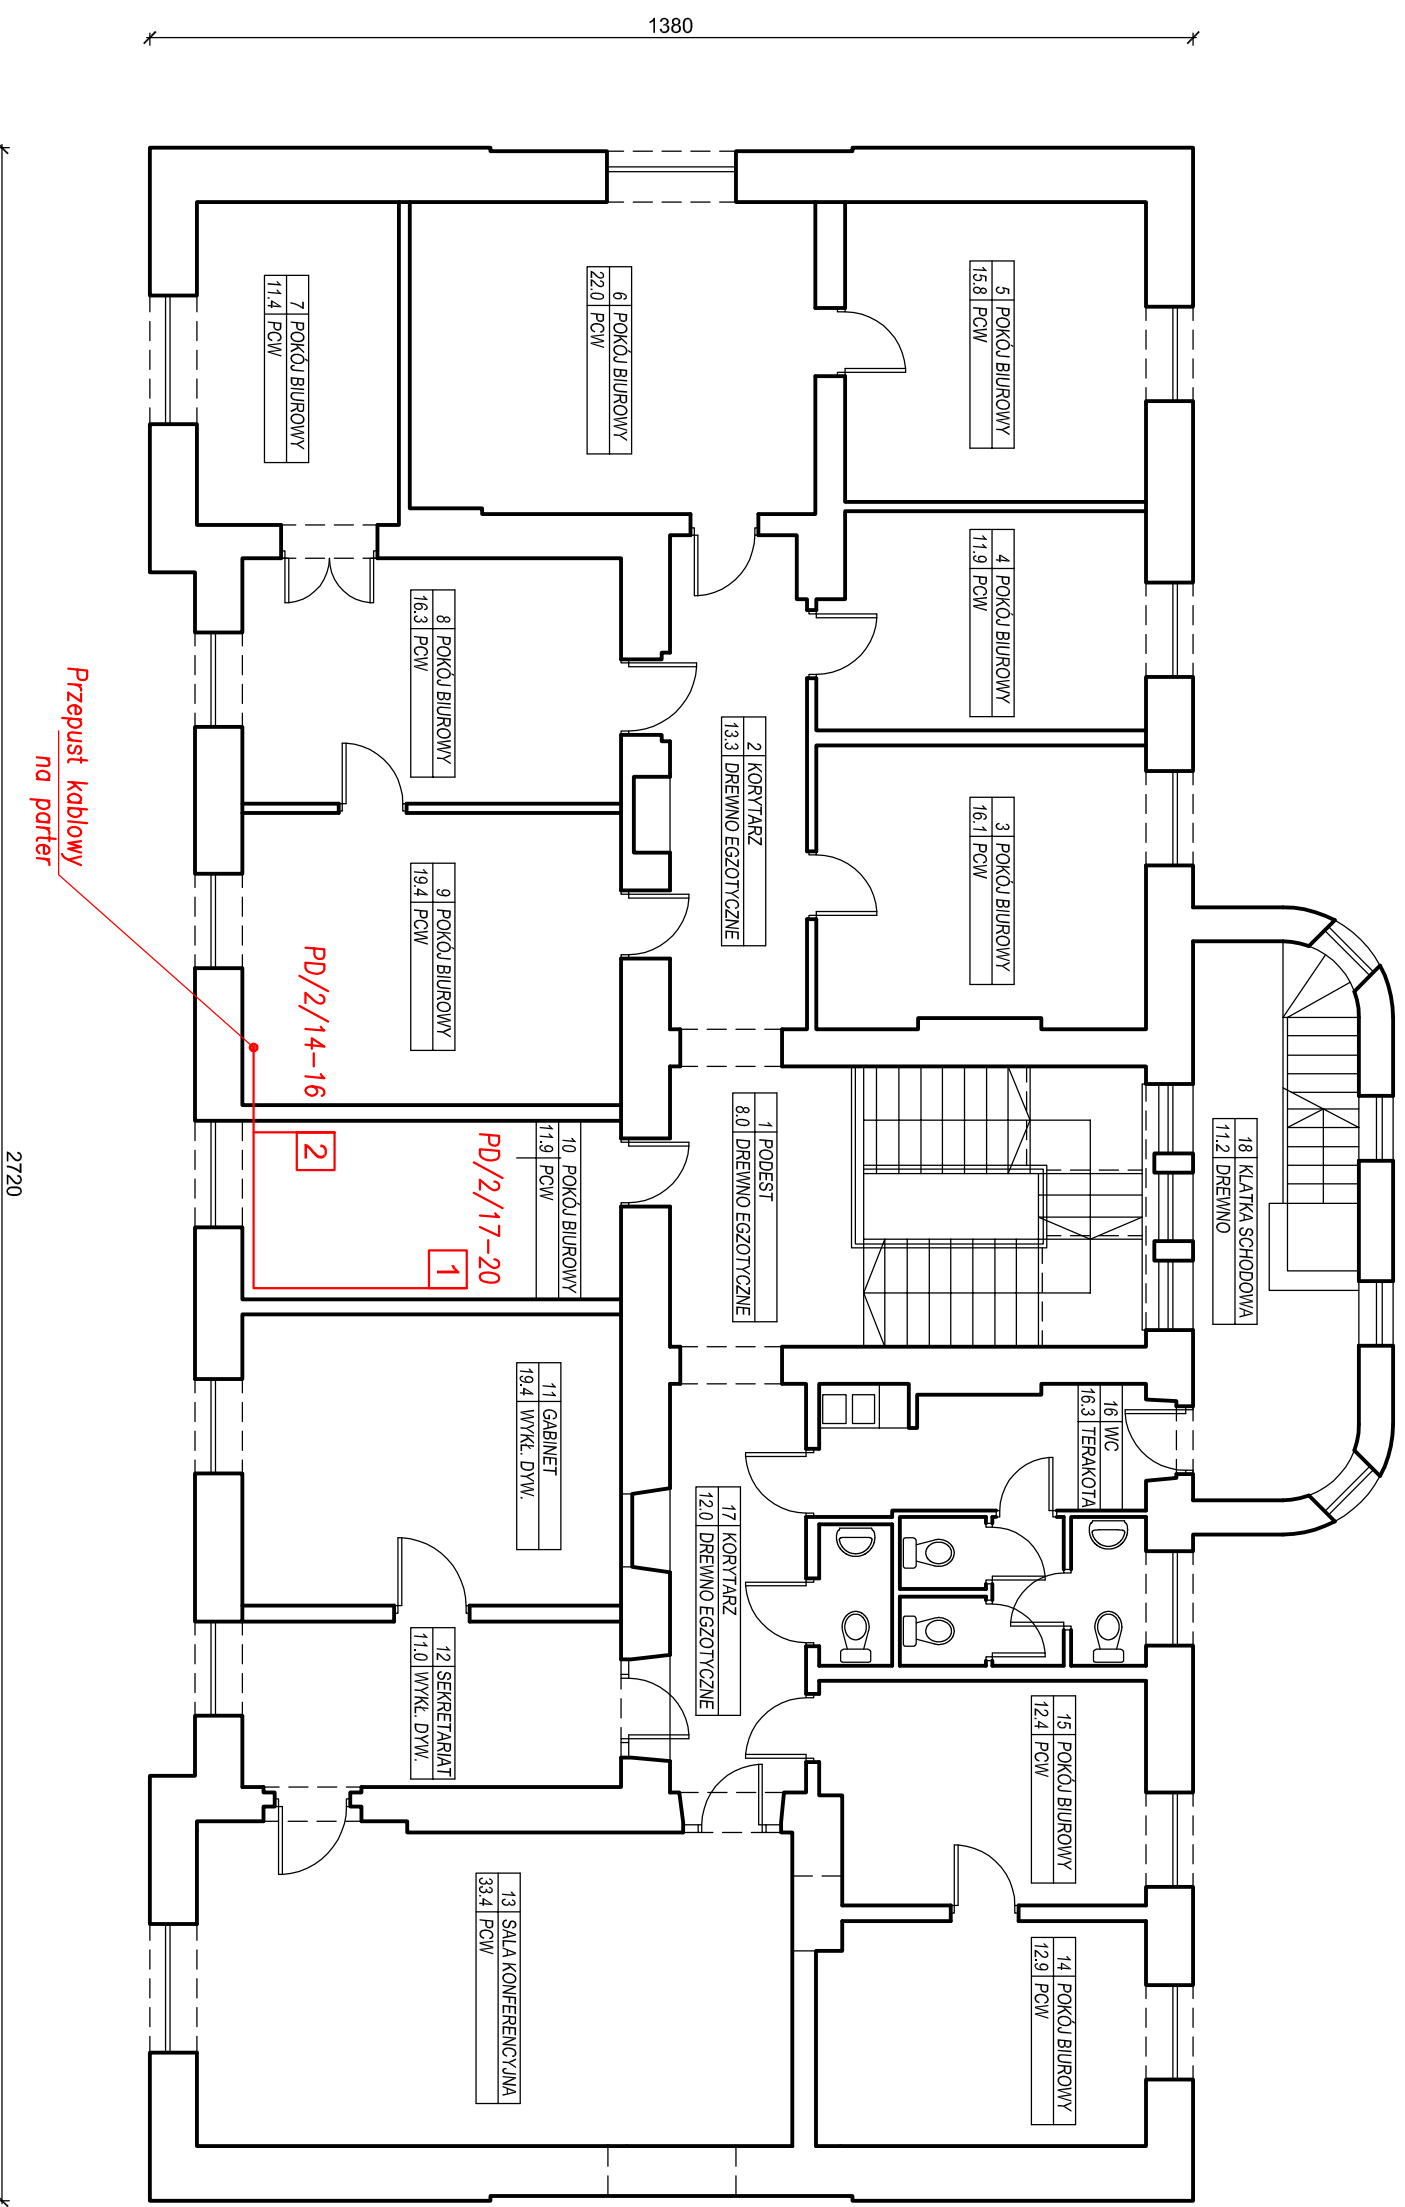 1380
2720
5 POKÓJ BIUROWY
15.8 PCW
4 POKÓJ BIUROWY
11.9 PCW
3 POKÓJ BIUROWY
16.1 PCW
18 KLATKA SCHODOWA
11.2 DREWNO
16 WC
16.3 TERAKOTA
15 POKÓJ BIUROWY
12.4 PCW
14 POKÓJ BIUROWY
12.9 PCW
6 POKÓJ BIUROWY
22.0 PCW
2 KORYTARZ
13.3 DREWNO EGZOTYCZNE
1 PODEST
8.0 DREWNO EGZOTYCZNE
17 KORYTARZ
12.0 DREWNO EGZOTYCZNE
7 POKÓJ BIUROWY
11.4 PCW
8 POKÓJ BIUROWY
16.3 PCW
9 POKÓJ BIUROWY
19.4 PCW
10 POKÓJ BIUROWY
11.9 PCW
11 GABINET
19.4 WYKŁ. DYW.
12 SEKRETARIAT
11.0 WYKŁ. DYW.
13 SALA KONFERENCYJNA
33.4 PCW
PD/2/17-20
1
PD/2/14-16
2
Przepust kablowy
na parter